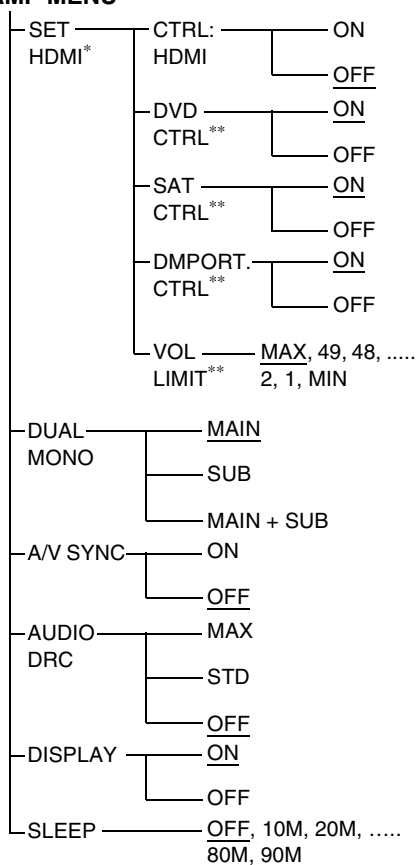 AMP MENU
SET
HDMI*
CTRL:
HDMI
ON
OFF
DVD
CTRL**
ON
OFF
SAT
CTRL**
ON
OFF
DMPORT.
CTRL**
ON
OFF
VOL
LIMIT**
MAX, 49, 48, .....
2, 1, MIN
DUAL
MONO
MAIN
SUB
MAIN + SUB
A/V SYNC
ON
OFF
AUDIO
DRC
MAX
STD
OFF
DISPLAY
ON
OFF
SLEEP
OFF, 10M, 20M, .....
80M, 90M